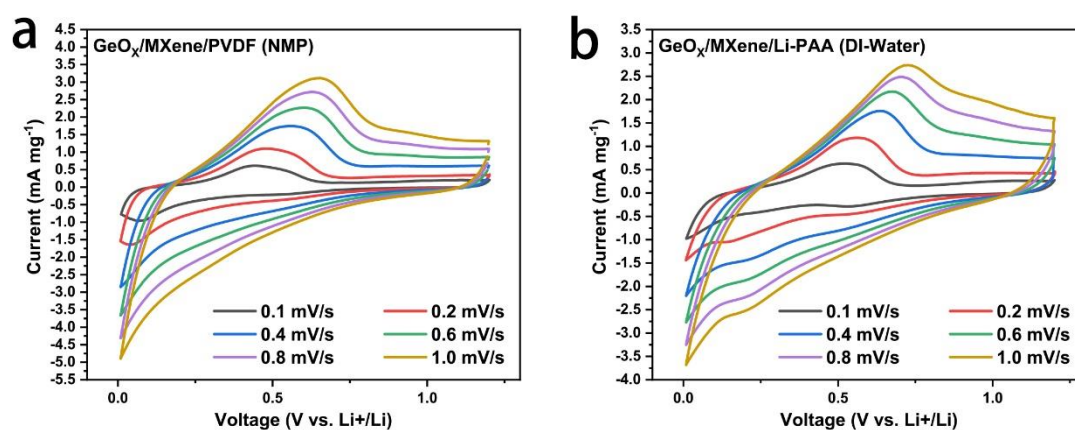 a
GeOX/MXene/PVDF (NMP)
4.5
4.0
3.5
3.0
2.5
2.0
1.5
1.0
0.5
0.0
-0.5
-1.0
-1.5
-2.0
-2.5
-3.0
-3.5
-4.0
-4.5
-5.0
-5.5
Current (mA mg-1)
0.1 mV/s 0.2 mV/s
0.4 mV/s 0.6 mV/s
0.8 mV/s 1.0 mV/s
0.0 0.5 1.0
Voltage (V vs. Li+/Li)
b
GeOX/MXene/Li-PAA (DI-Water)
3.5
3.0
2.5
2.0
1.5
1.0
0.5
0.0
-0.5
-1.0
-1.5
-2.0
-2.5
-3.0
-3.5
-4.0
Current (mA mg-1)
0.1 mV/s 0.2 mV/s
0.4 mV/s 0.6 mV/s
0.8 mV/s 1.0 mV/s
0.0 0.5 1.0
Voltage (V vs. Li+/Li)